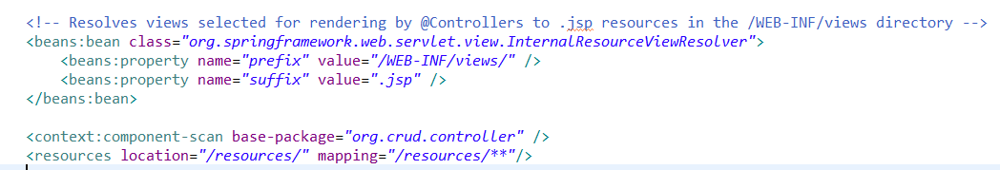 <!-- Resolves views selected for rendering by @Controllers to .jsp resources in the /WEB-INF/views directory -->
<beans:bean class="org.springframework.web.servlet.view.InternalResourceViewResolver">
<beans:property name="prefix" value="/WEB-INF/views/" />
<beans:property name="suffix" value=".jsp" />
</beans:bean>
<context:component-scan base-package="org.crud.controller" />
<resources location="/resources/" mapping="/resources/**"/>